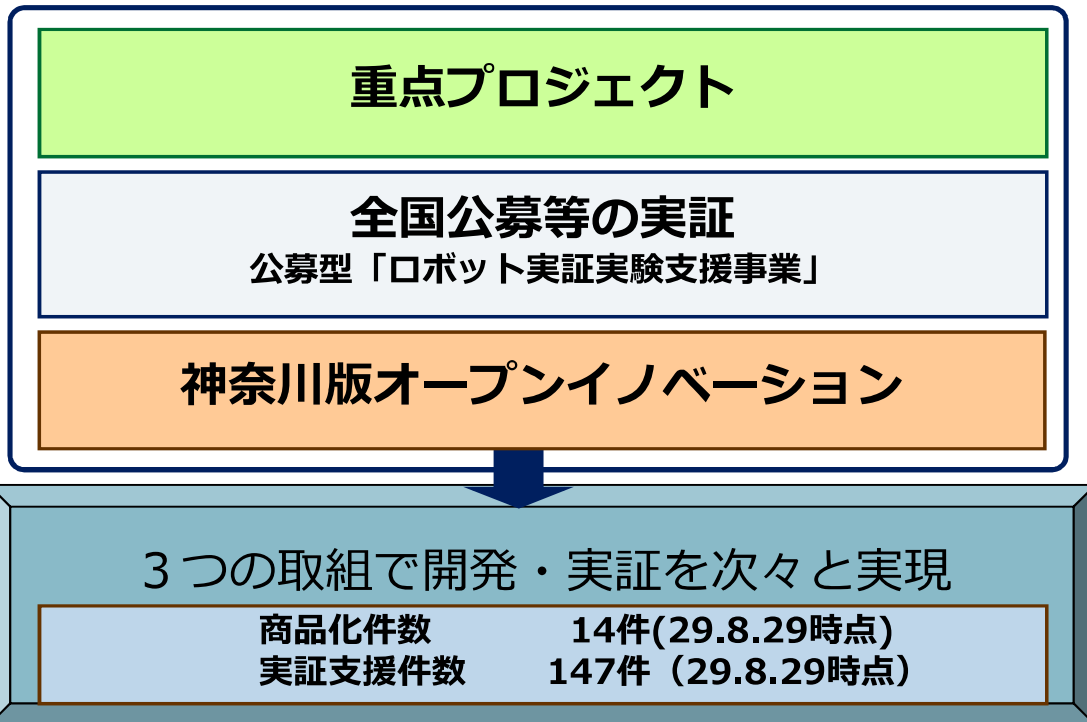 重点プロジェクト
全国公募等の実証
公募型「ロボット実証実験支援事業」
神奈川版オープンイノベーション
３つの取組で開発・実証を次々と実現
商品化件数 14件(29.8.29時点)
実証支援件数 147件（29.8.29時点）